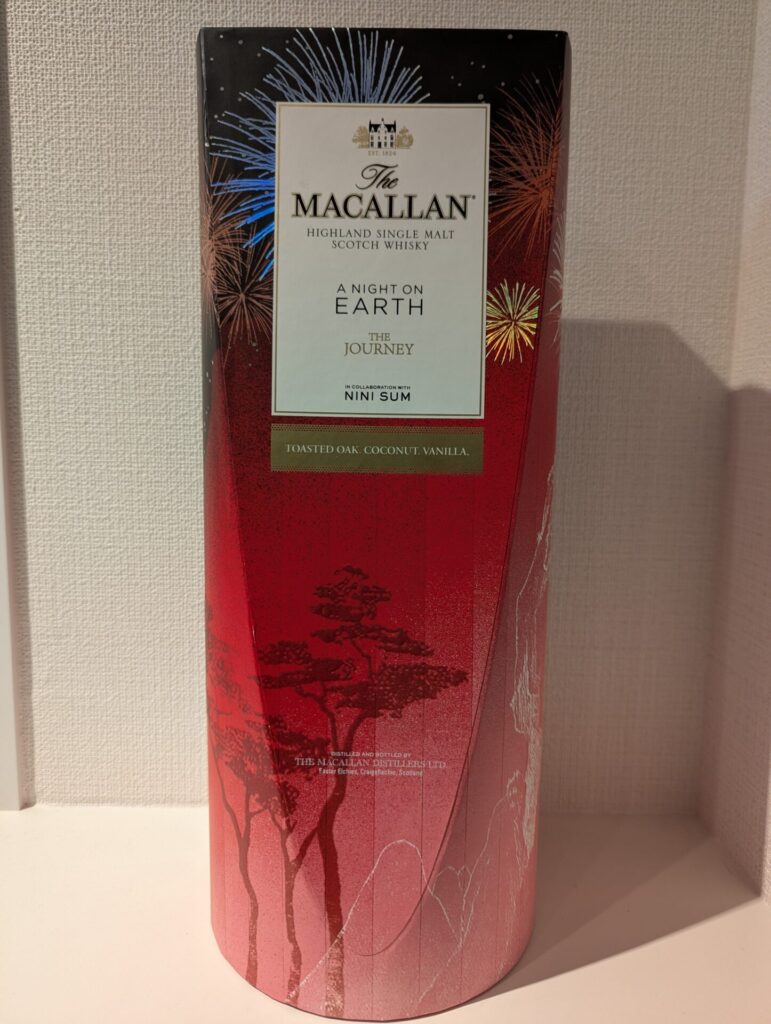 EST. 1824
The
MACALLAN®
HIGHLAND SINGLE MALT
SCOTCH WHISKY
A NIGHT ON
EARTH
THE
JOURNEY
IN COLLABORATION WITH
NINI SUM
TOASTED OAK. COCONUT. VANILLA.
DISTILLED AND BOTTLED BY
THE MACALLAN DISTILLERS LTD.
Easter Elchies, Craigellachie, Scotland